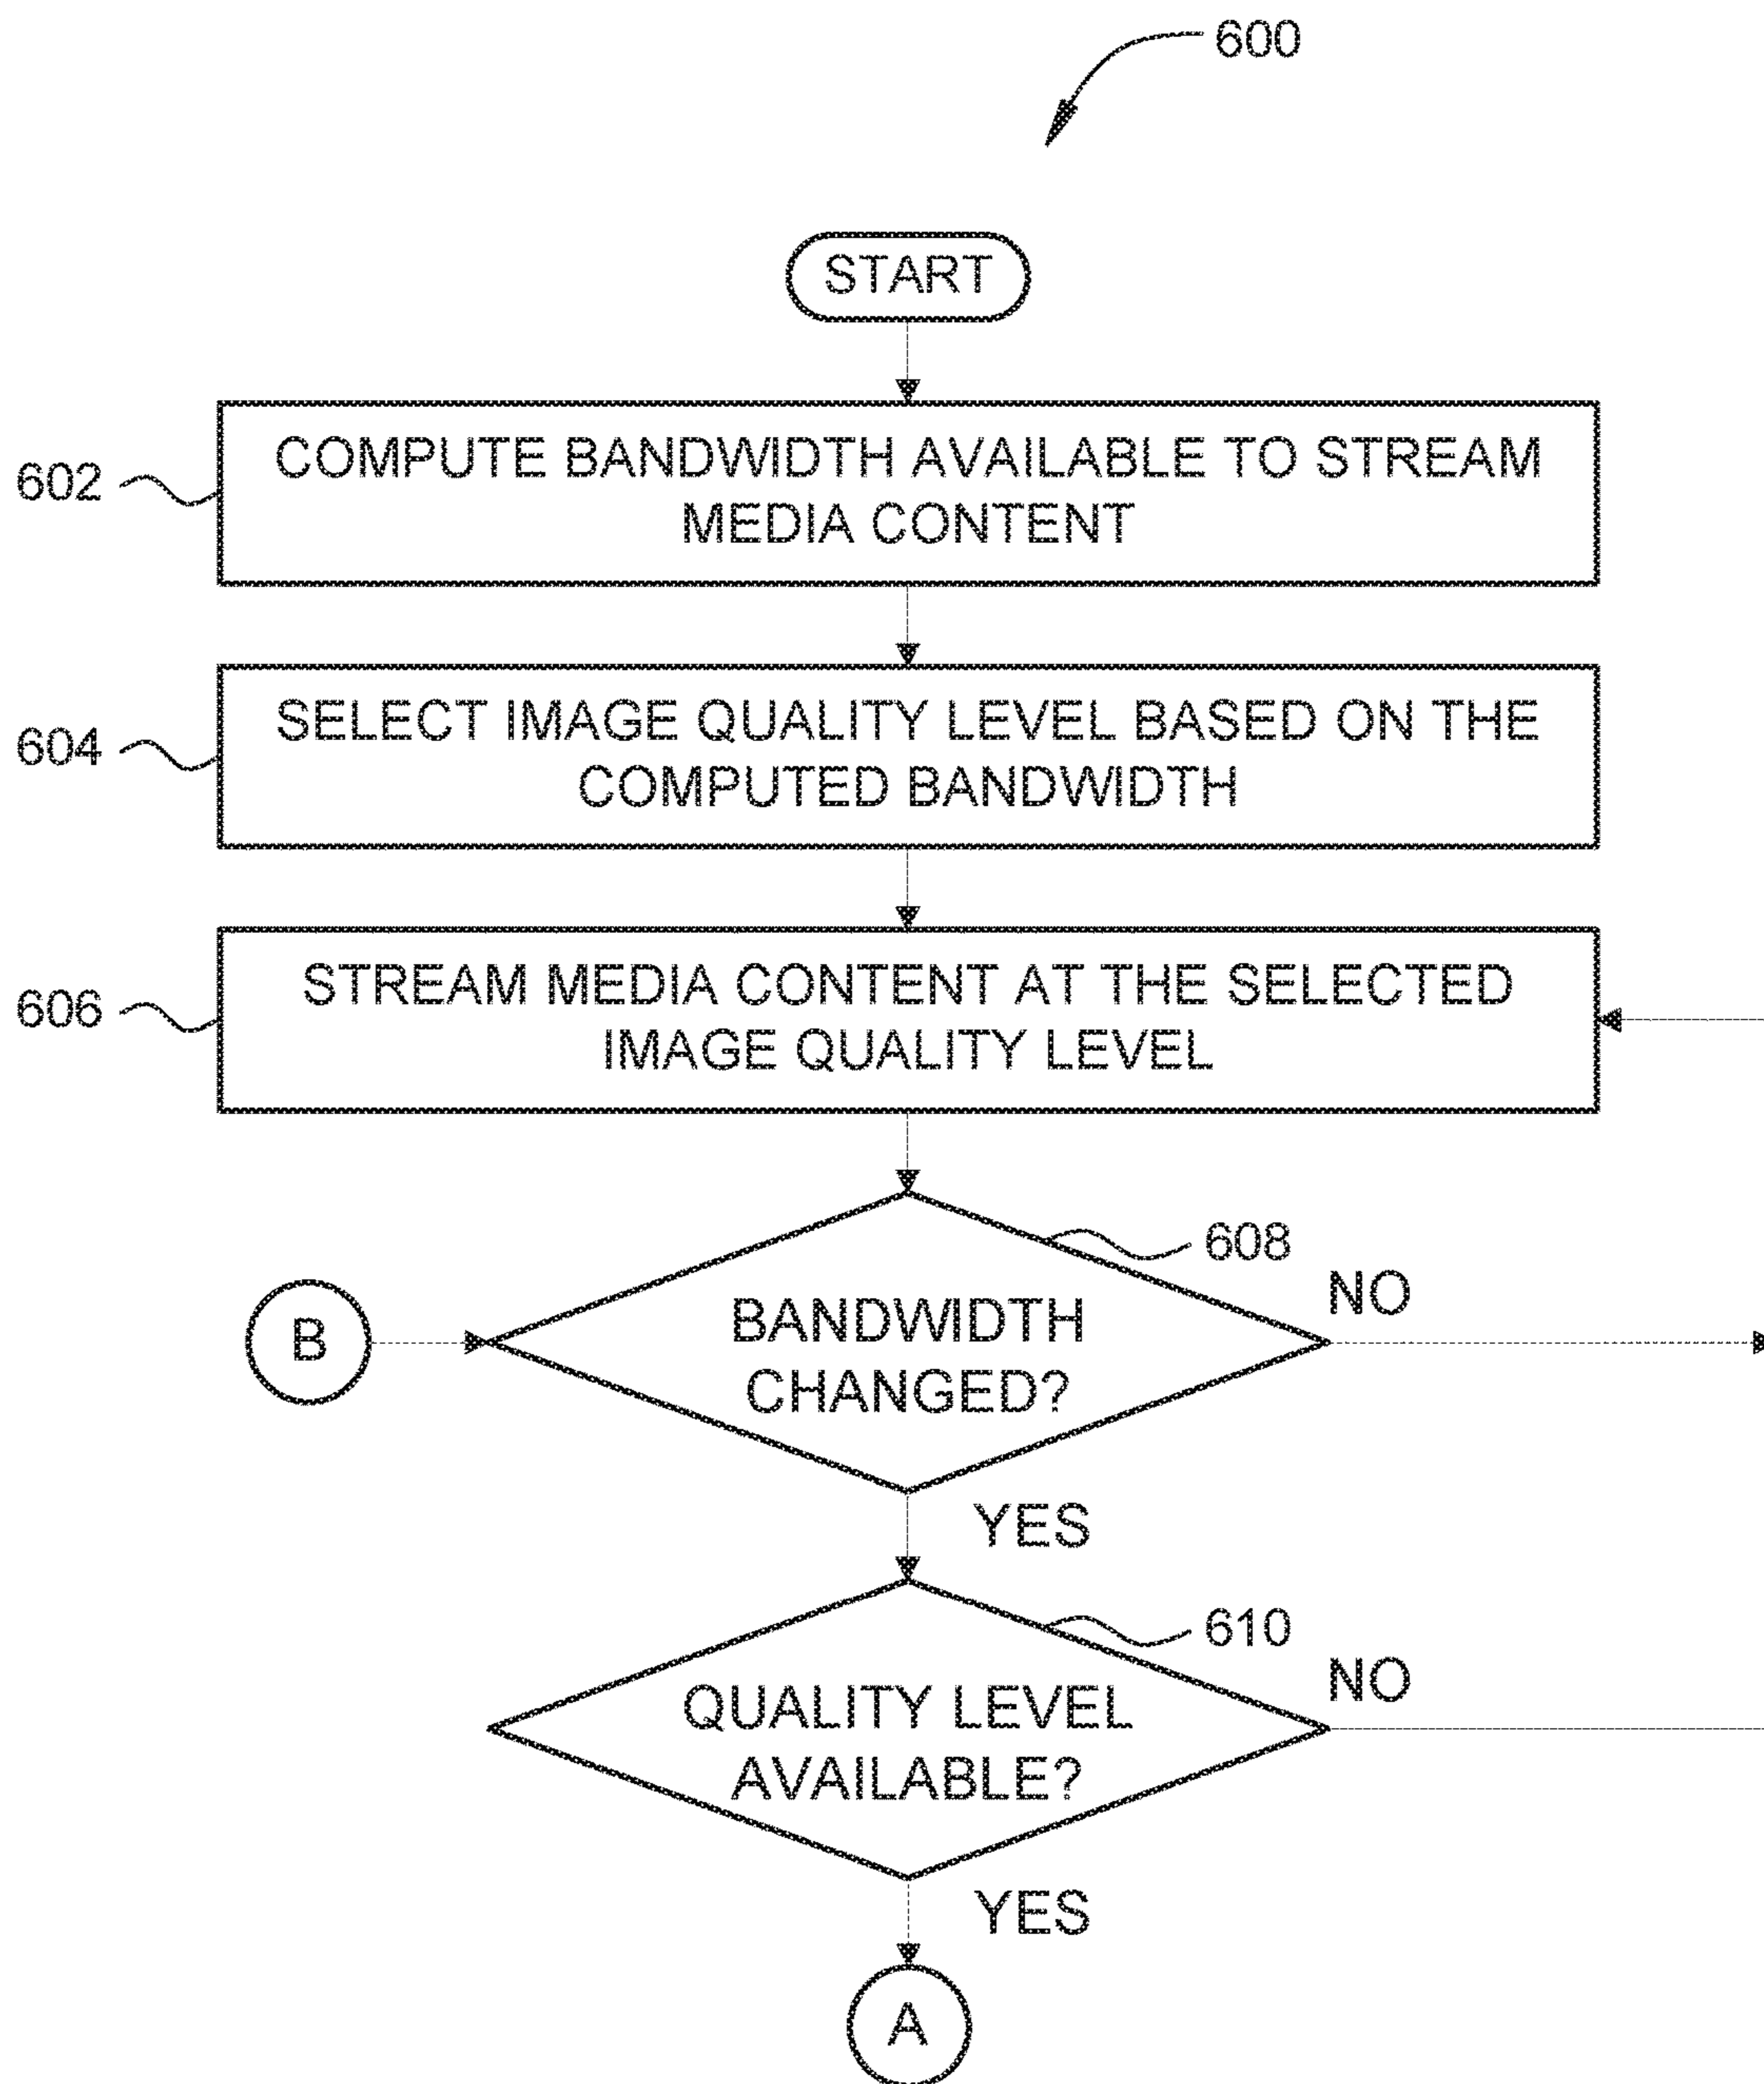 600
START
602
COMPUTE BANDWIDTH AVAILABLE TO STREAM
MEDIA CONTENT
604
SELECT IMAGE QUALITY LEVEL BASED ON THE
COMPUTED BANDWIDTH
606
STREAM MEDIA CONTENT AT THE SELECTED
IMAGE QUALITY LEVEL
608
NO
B
BANDWIDTH
CHANGED?
YES
610
NO
QUALITY LEVEL
AVAILABLE?
YES
A